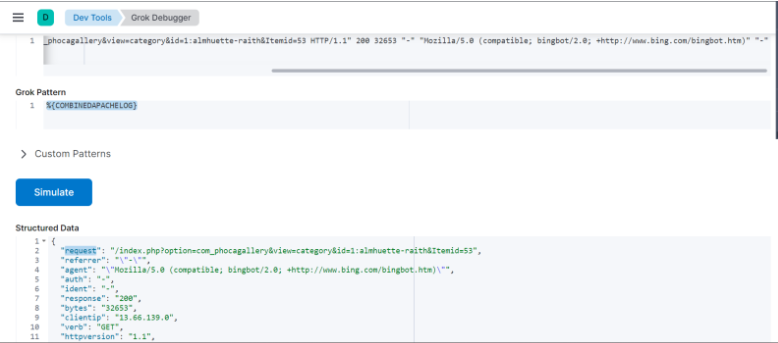 D Dev Tools Grok Debugger
1 _phocagallery&view=category&id=1:almhuette-raith&Itemid=53 HTTP/1.1" 200 32653 "-" "Mozilla/5.0 (compatible; bingbot/2.0; +http://www.bing.com/bingbot.htm)" "-"
Grok Pattern
1 %{COMBINEDAPACHELOG}
Custom Patterns
Simulate
Structured Data
1 {
2 "request": "/index.php?option=com_phocagallery&view=category&id=1:almhuette-raith&Itemid=53",
3 "referrer": "\"-\"",
4 "agent": "\"Mozilla/5.0 (compatible; bingbot/2.0; +http://www.bing.com/bingbot.htm)\"",
5 "auth": "-",
6 "ident": "-",
7 "response": "200",
8 "bytes": "32653",
9 "clientip": "13.66.139.0",
10 "verb": "GET",
11 "httpversion": "1.1",